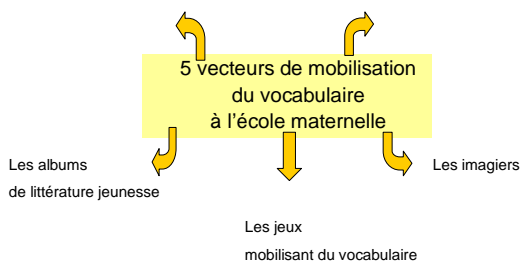 5 vecteurs de mobilisation
du vocabulaire
à l'école maternelle
Les albums
de littérature jeunesse
Les imagiers
Les jeux
mobilisant du vocabulaire